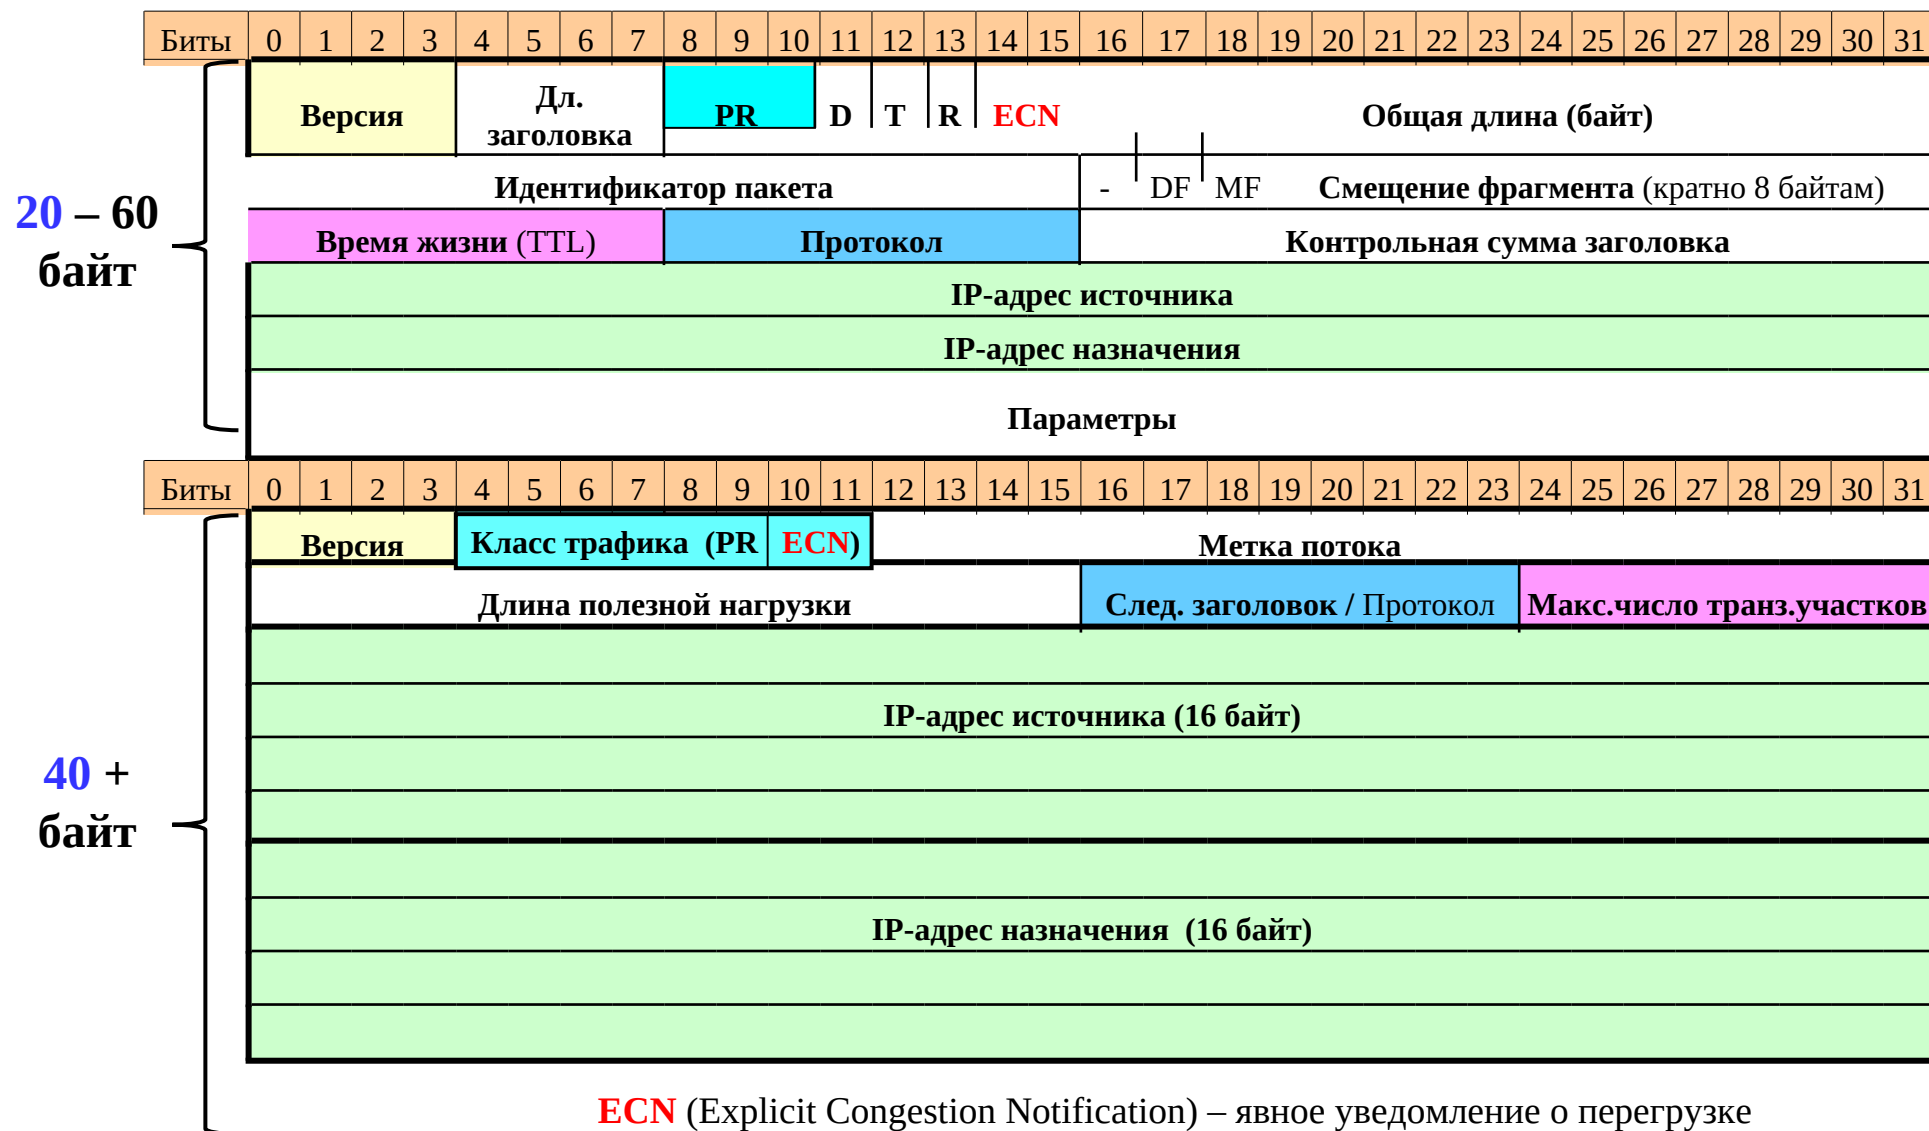 Биты 0 1 2 3 4 5 6 7 8 9 10 11 12 13 14 15 16 17 18 19 20 21 22 23 24 25 26 27 28 29 30 31
Версия Дл. заголовка PR D T R ECN Общая длина (байт)
Идентификатор пакета - DF MF Смещение фрагмента (кратно 8 байтам)
20 – 60
байт
Время жизни (TTL) Протокол Контрольная сумма заголовка
IP-адрес источника
IP-адрес назначения
Параметры
Биты 0 1 2 3 4 5 6 7 8 9 10 11 12 13 14 15 16 17 18 19 20 21 22 23 24 25 26 27 28 29 30 31
Версия Класс трафика (PR ECN) Метка потока
Длина полезной нагрузки След. заголовок / Протокол Макс.число транз.участков
IP-адрес источника (16 байт)
40 +
байт
IP-адрес назначения (16 байт)
ECN (Explicit Congestion Notification) – явное уведомление о перегрузке